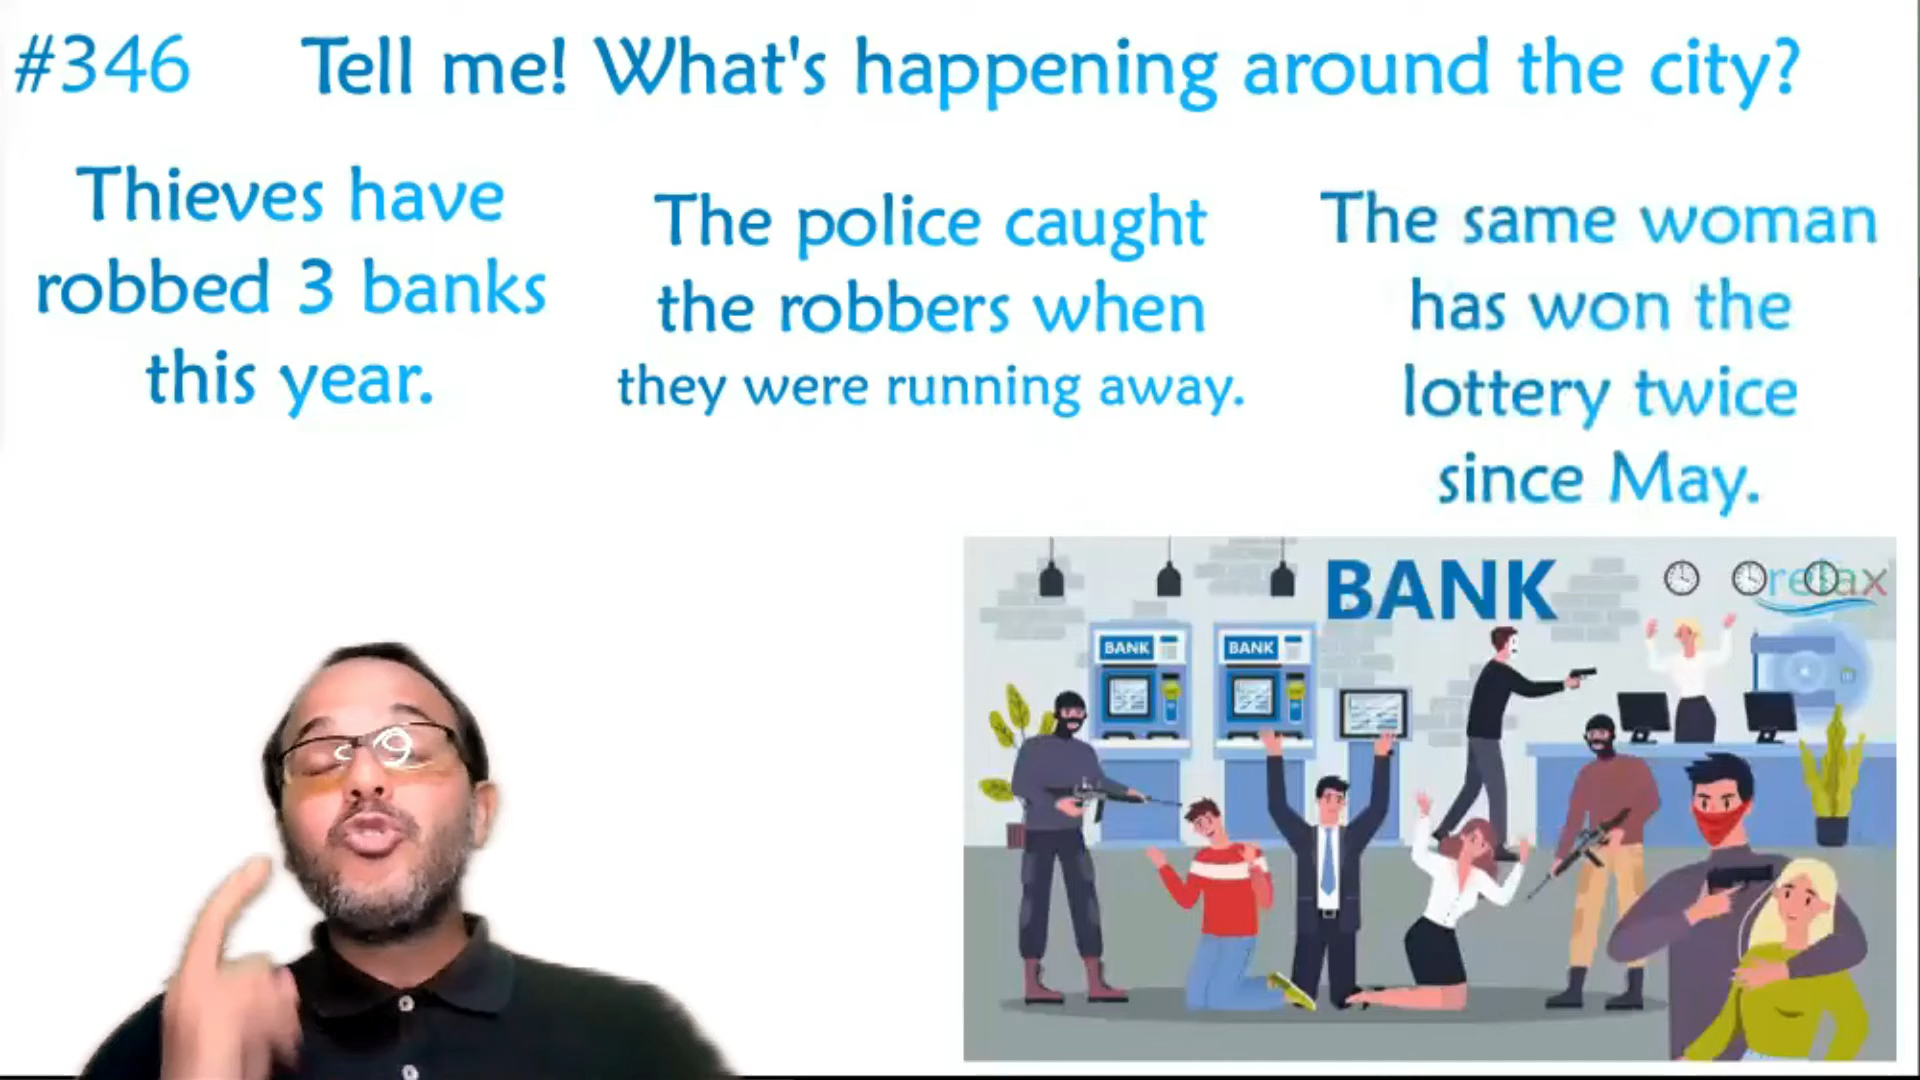 #346
Tell me! What's happening around the city?
Thieves have
robbed 3 banks
this year.
The police caught
the robbers when
they were running away.
The same woman
has won the
lottery twice
since May.
BANK
relax
BANK
BANK